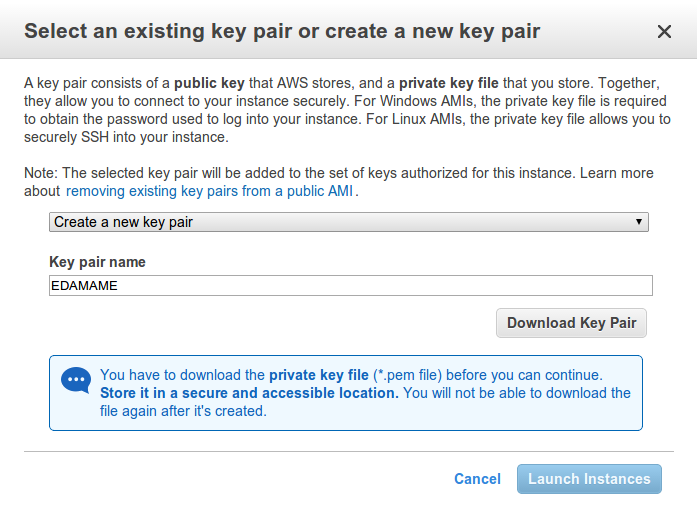 Select an existing key pair or create a new key pair
A key pair consists of a public key that AWS stores, and a private key file that you store. Together,
they allow you to connect to your instance securely. For Windows AMIs, the private key file is required
to obtain the password used to log into your instance. For Linux AMIs, the private key file allows you to
securely SSH into your instance.
Note: The selected key pair will be added to the set of keys authorized for this instance. Learn more
about removing existing key pairs from a public AMI.
Create a new key pair
Key pair name
EDAMAME
Download Key Pair
You have to download the private key file (*.pem file) before you can continue.
Store it in a secure and accessible location. You will not be able to download the
file again after it's created.
Cancel Launch Instances